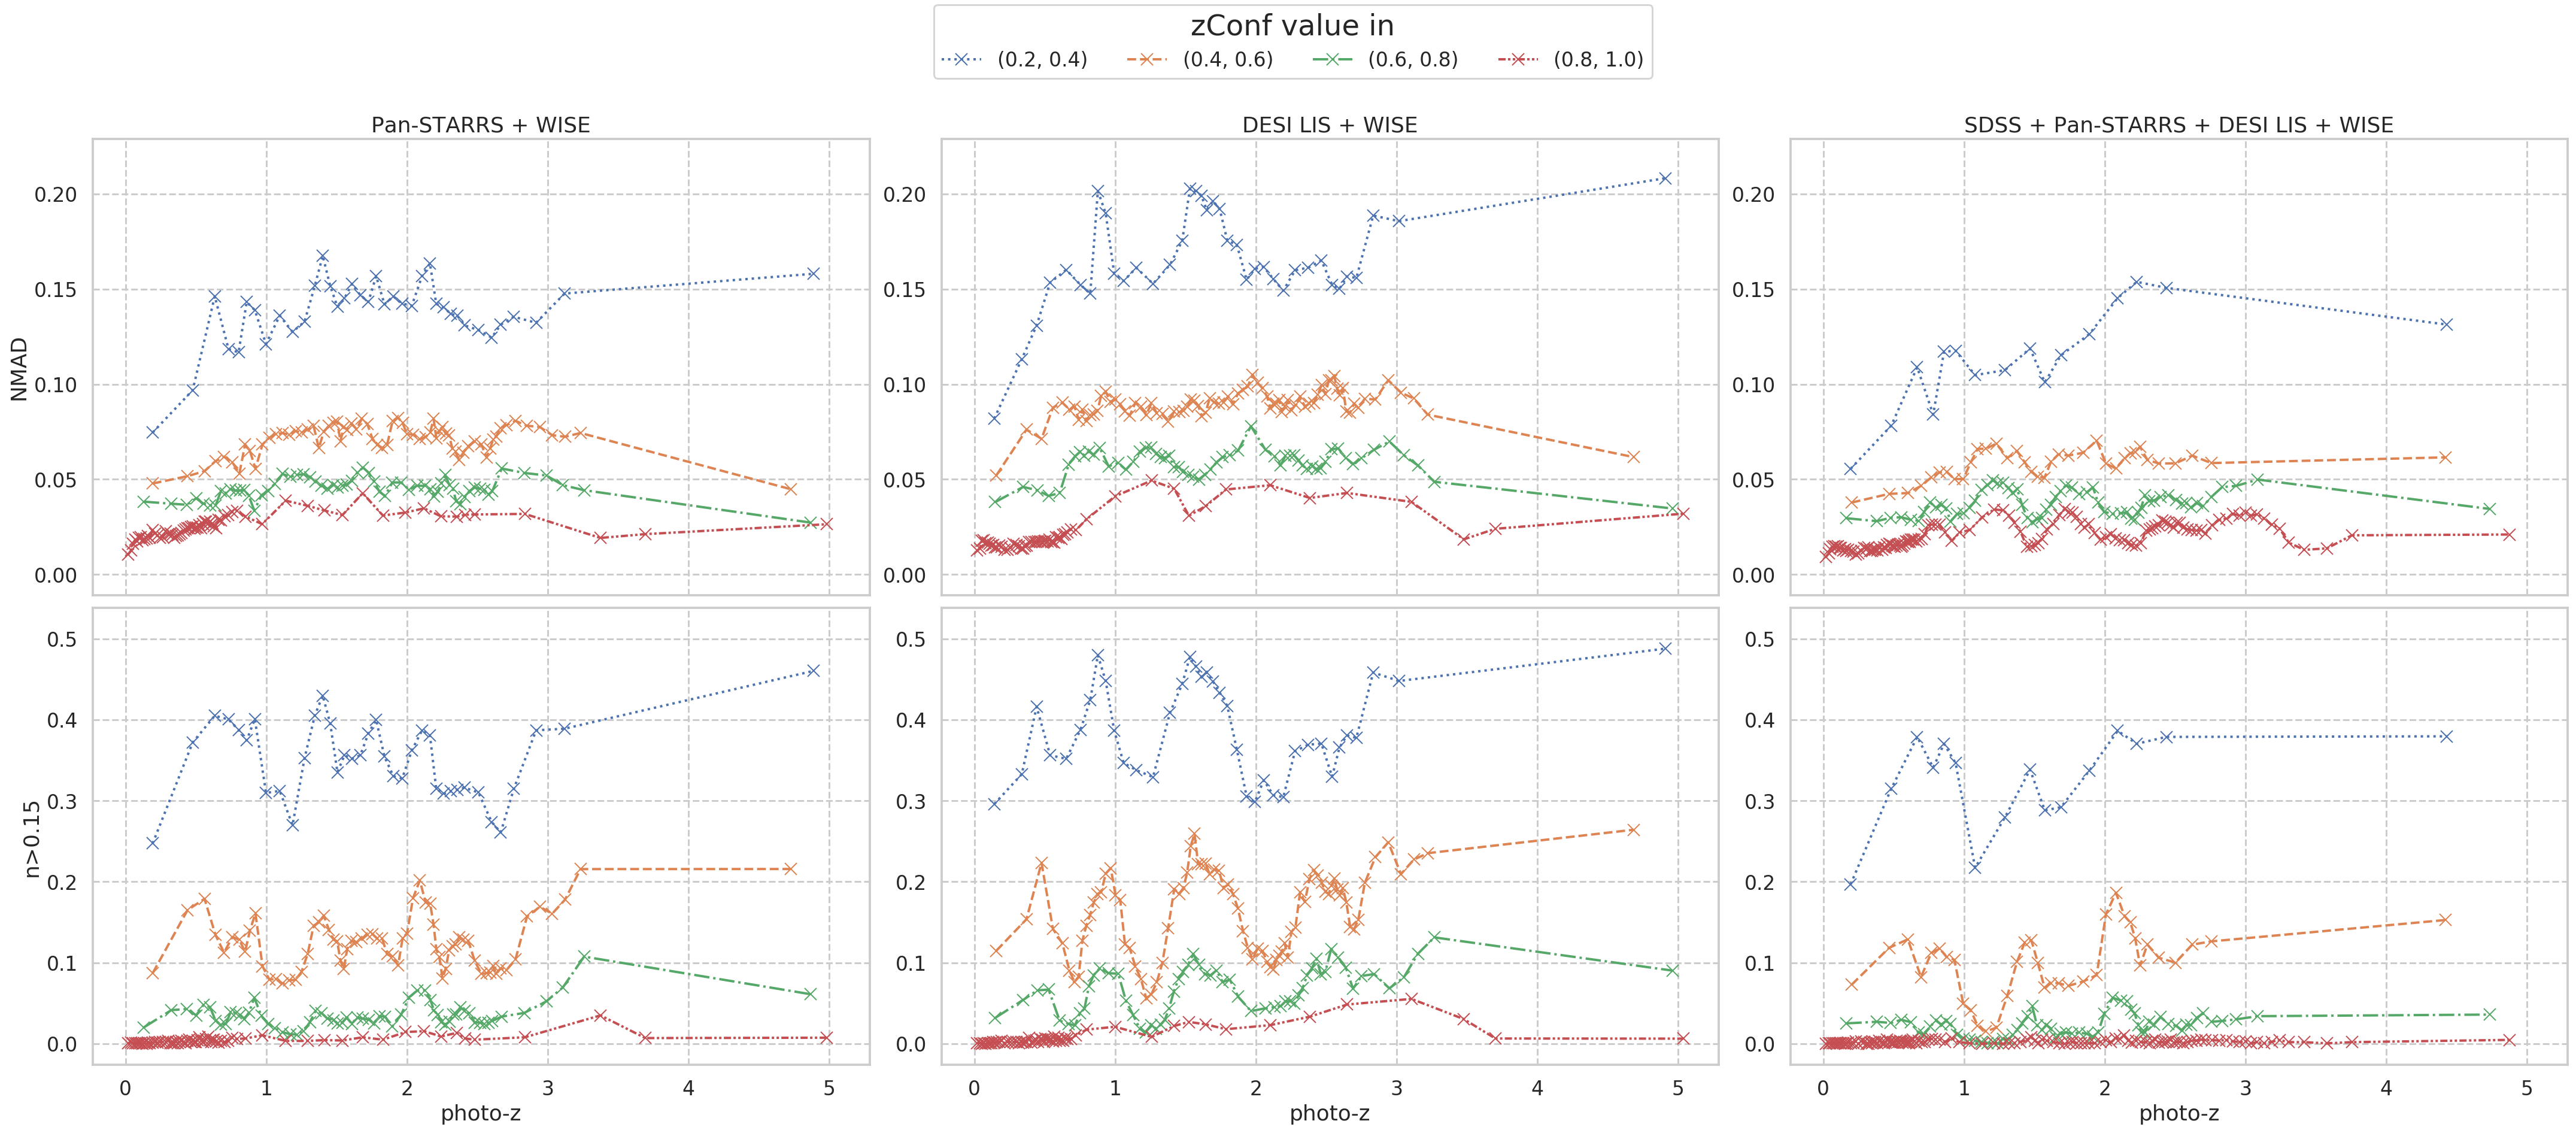 zConf value in
(0.2, 0.4) (0.4, 0.6) (0.6, 0.8) (0.8, 1.0)
Pan-STARRS + WISE
DESI LIS + WISE
SDSS + Pan-STARRS + DESI LIS + WISE
NMAD
0.20
0.15
0.10
0.05
0.00
0.20
0.15
0.10
0.05
0.00
0.20
0.15
0.10
0.05
0.00
n>0.15
0.5
0.4
0.3
0.2
0.1
0.0
0.5
0.4
0.3
0.2
0.1
0.0
0.5
0.4
0.3
0.2
0.1
0.0
0 1 2 3 4 5
photo-z
0 1 2 3 4 5
photo-z
0 1 2 3 4 5
photo-z